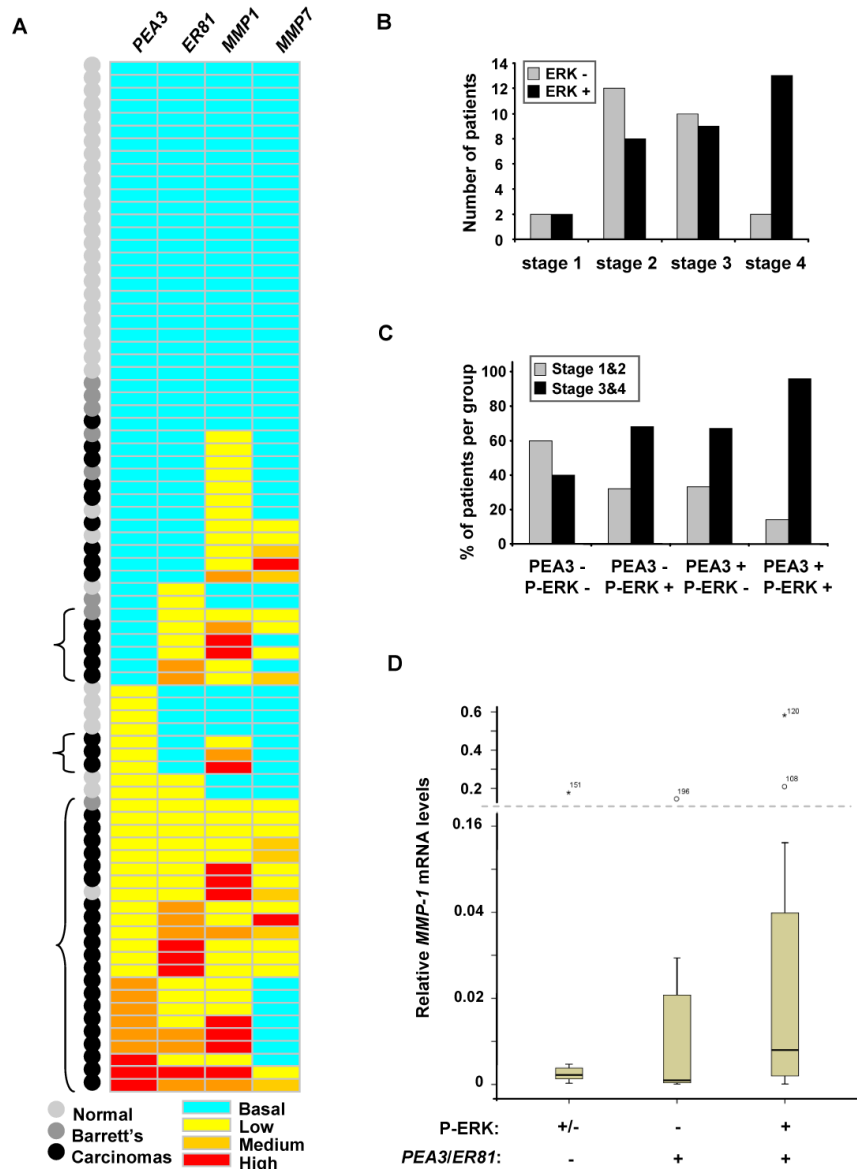 A
PEA3
ER81
MMP1
MMP7
Normal
Barrett's
Carcinomas
Basal
Low
Medium
High
B
Number of patients
14
12
10
8
6
4
2
0
ERK -
ERK +
stage 1
stage 2
stage 3
stage 4
C
% of patients per group
100
80
60
40
20
0
Stage 1&2
Stage 3&4
PEA3 -
P-ERK -
PEA3 -
P-ERK +
PEA3 +
P-ERK -
PEA3 +
P-ERK +
D
Relative MMP-1 mRNA levels
0.6
0.4
0.2
0.16
0.04
0.02
0
*151
196
*120
108
P-ERK: +/- - +
PEA3/ER81: - + +